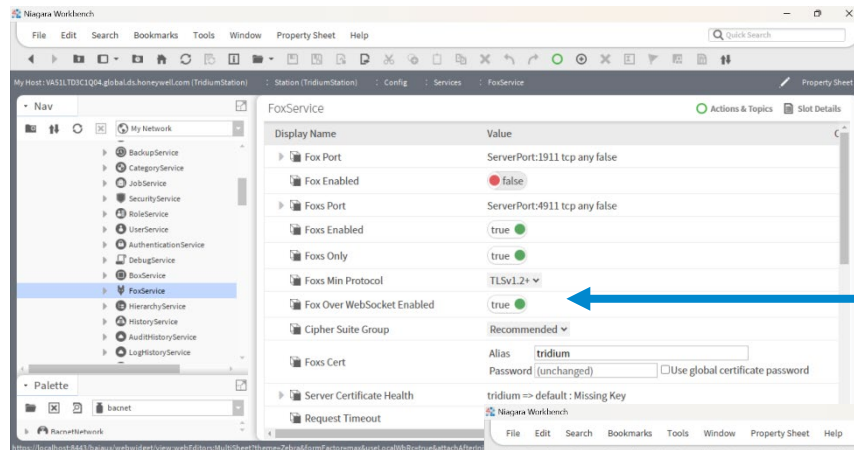 Niagara Workbench
File Edit Search Bookmarks Tools Window Property Sheet Help
Quick Search
My Host : VAS1LTD3C1Q04.global.ds.honeywell.com (TridiumStation) : Station (TridiumStation) : Config : Services : FoxService Property Sheet
Nav
My Network
BackupService
CategoryService
JobService
SecurityService
RoleService
UserService
AuthenticationService
DebugService
BoxService
FoxService
HierarchyService
HistoryService
AuditHistoryService
LogHistoryService
Palette
bacnet
BacnetNetwork
FoxService Actions & Topics Slot Details
Display Name Value
Fox Port ServerPort:1911 tcp any false
Fox Enabled false
Foxs Port ServerPort:4911 tcp any false
Foxs Enabled true
Foxs Only true
Foxs Min Protocol TLSv1.2+
Fox Over WebSocket Enabled true
Cipher Suite Group Recommended
Foxs Cert Alias tridium
Password (unchanged) Use global certificate password
Server Certificate Health tridium => default : Missing Key
Request Timeout
Niagara Workbench
File Edit Search Bookmarks Tools Window Property Sheet Help